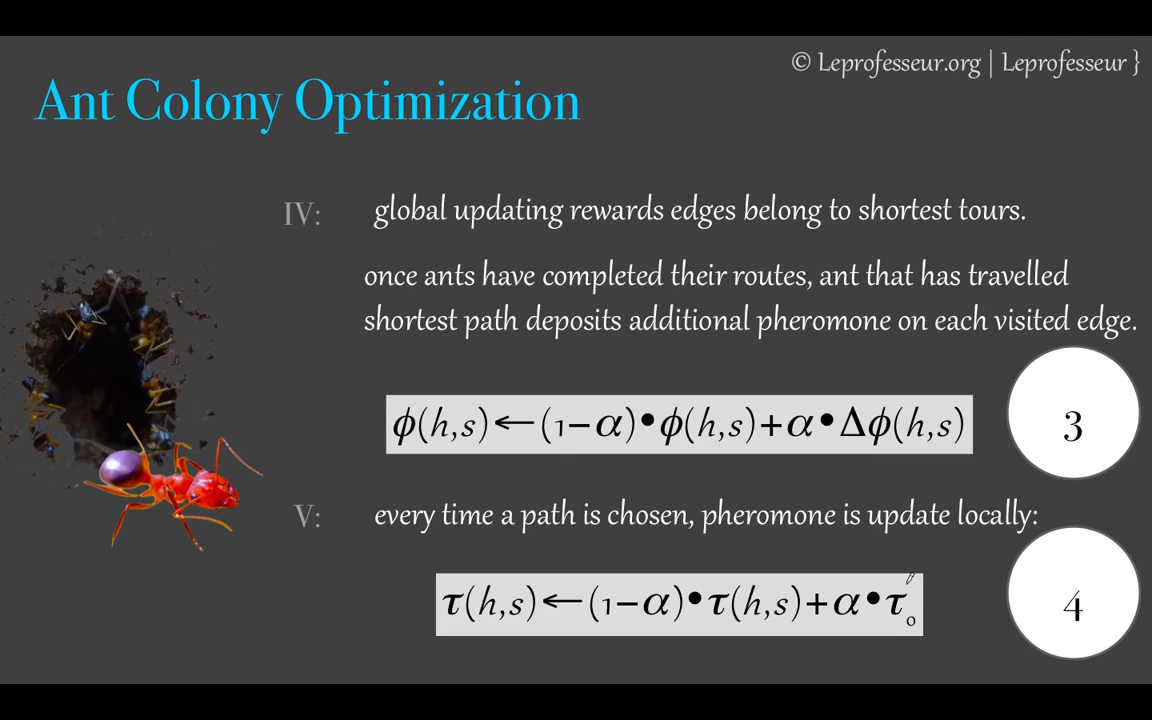 © Leprofesseur.org | Leprofesseur }
Ant Colony Optimization
IV: global updating rewards edges belong to shortest tours.
once ants have completed their routes, ant that has travelled
shortest path deposits additional pheromone on each visited edge.
ϕ(h,s)←(1−α)•ϕ(h,s)+α•Δϕ(h,s)
3
V: every time a path is chosen, pheromone is update locally:
τ(h,s)←(1−α)•τ(h,s)+α•τ₀
4